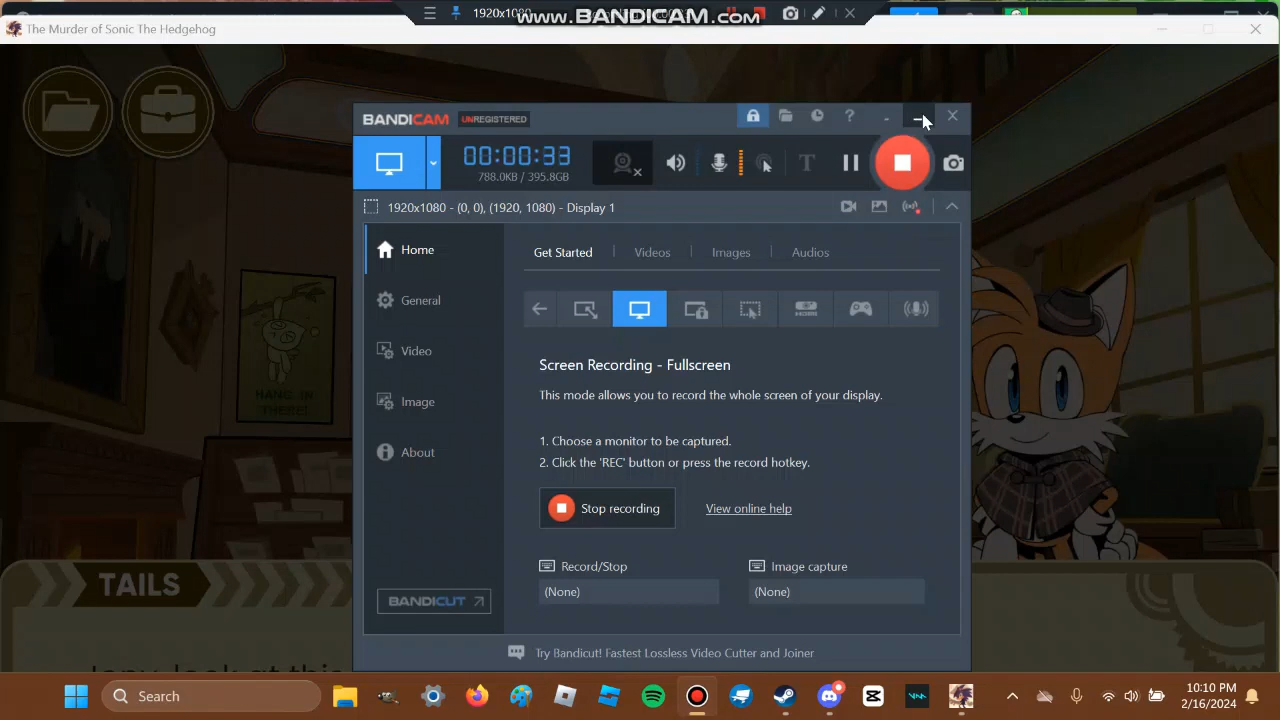 1920x1080
www.BANDICAM.com
The Murder of Sonic The Hedgehog
BANDICAM UNREGISTERED
00:00:33
788.0KB / 395.8GB
T
1920x1080 - (0, 0), (1920, 1080) - Display 1
Home
General
Video
Image
About
BANDICUT
Get Started
Videos
Images
Audios
HDMI
Screen Recording - Fullscreen
This mode allows you to record the whole screen of your display.
1. Choose a monitor to be captured.
2. Click the 'REC' button or press the record hotkey.
Stop recording
View online help
Record/Stop
Image capture
(None)
(None)
Try Bandicut! Fastest Lossless Video Cutter and Joiner
HANG IN
THERE!
TAILS
look at this
Search
10:10 PM
2/16/2024